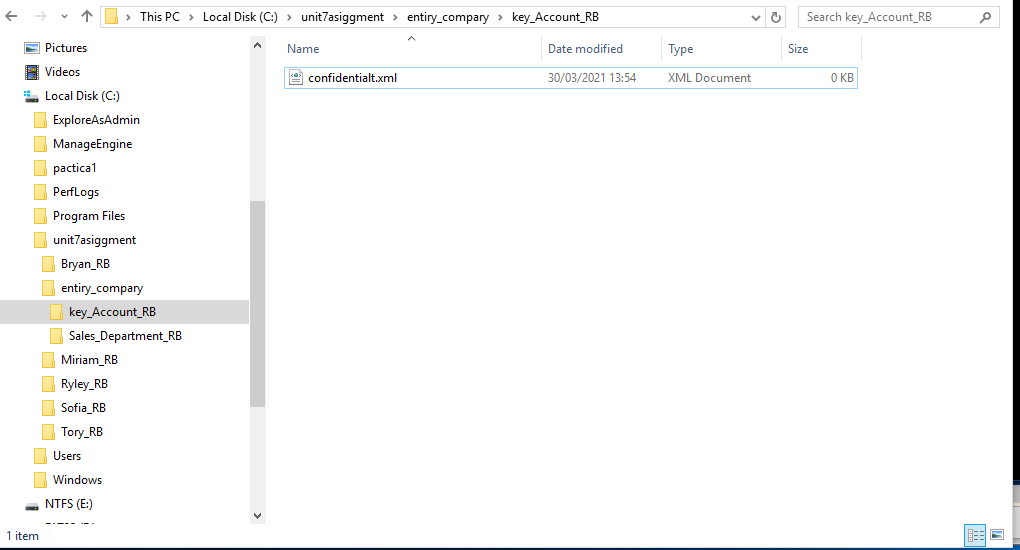 This PC > Local Disk (C:) > unit7asiggment > entiry_compary > key_Account_RB
Search key_Account_RB
Name Date modified Type Size
confidentialt.xml 30/03/2021 13:54 XML Document 0 KB
Pictures
Videos
Local Disk (C:)
ExploreAsAdmin
ManageEngine
pactica1
PerfLogs
Program Files
unit7asiggment
Bryan_RB
entiry_compary
key_Account_RB
Sales_Department_RB
Miriam_RB
Ryley_RB
Sofia_RB
Tory_RB
Users
Windows
NTFS (E:)
1 item